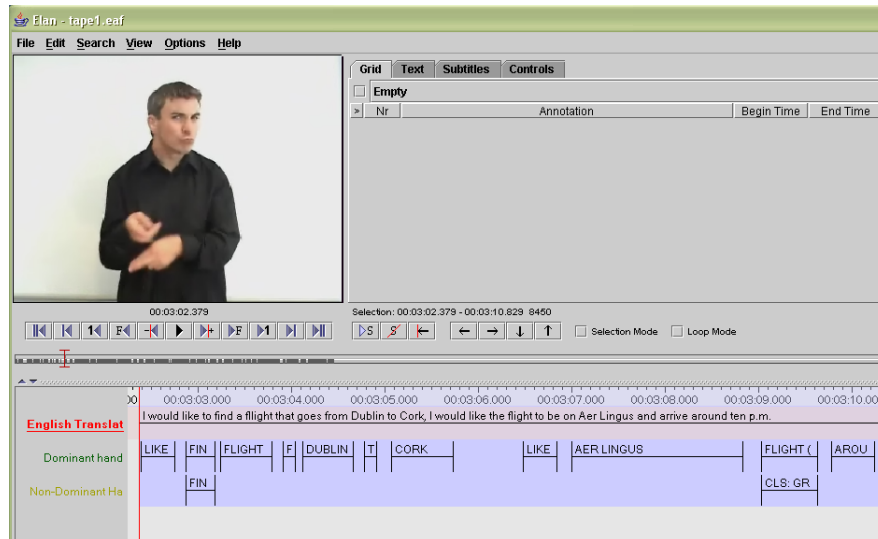 Elan - tape1.eaf
File Edit Search View Options Help
Grid Text Subtitles Controls
Empty
> Nr Annotation Begin Time End Time
00:03:02.379
Selection: 00:03:02.379 - 00:03:10.829 8450
1 F + F 1 S S Selection Mode Loop Mode
00:03:03.000 00:03:04.000 00:03:05.000 00:03:06.000 00:03:07.000 00:03:08.000 00:03:09.000 00:03:10.00
English Translat I would like to find a fllight that goes from Dublin to Cork, I would like the flight to be on Aer Lingus and arrive around ten p.m.
Dominant hand LIKE FIN FLIGHT F DUBLIN T CORK LIKE AER LINGUS FLIGHT ( AROU
Non-Dominant Ha FIN CLS: GR